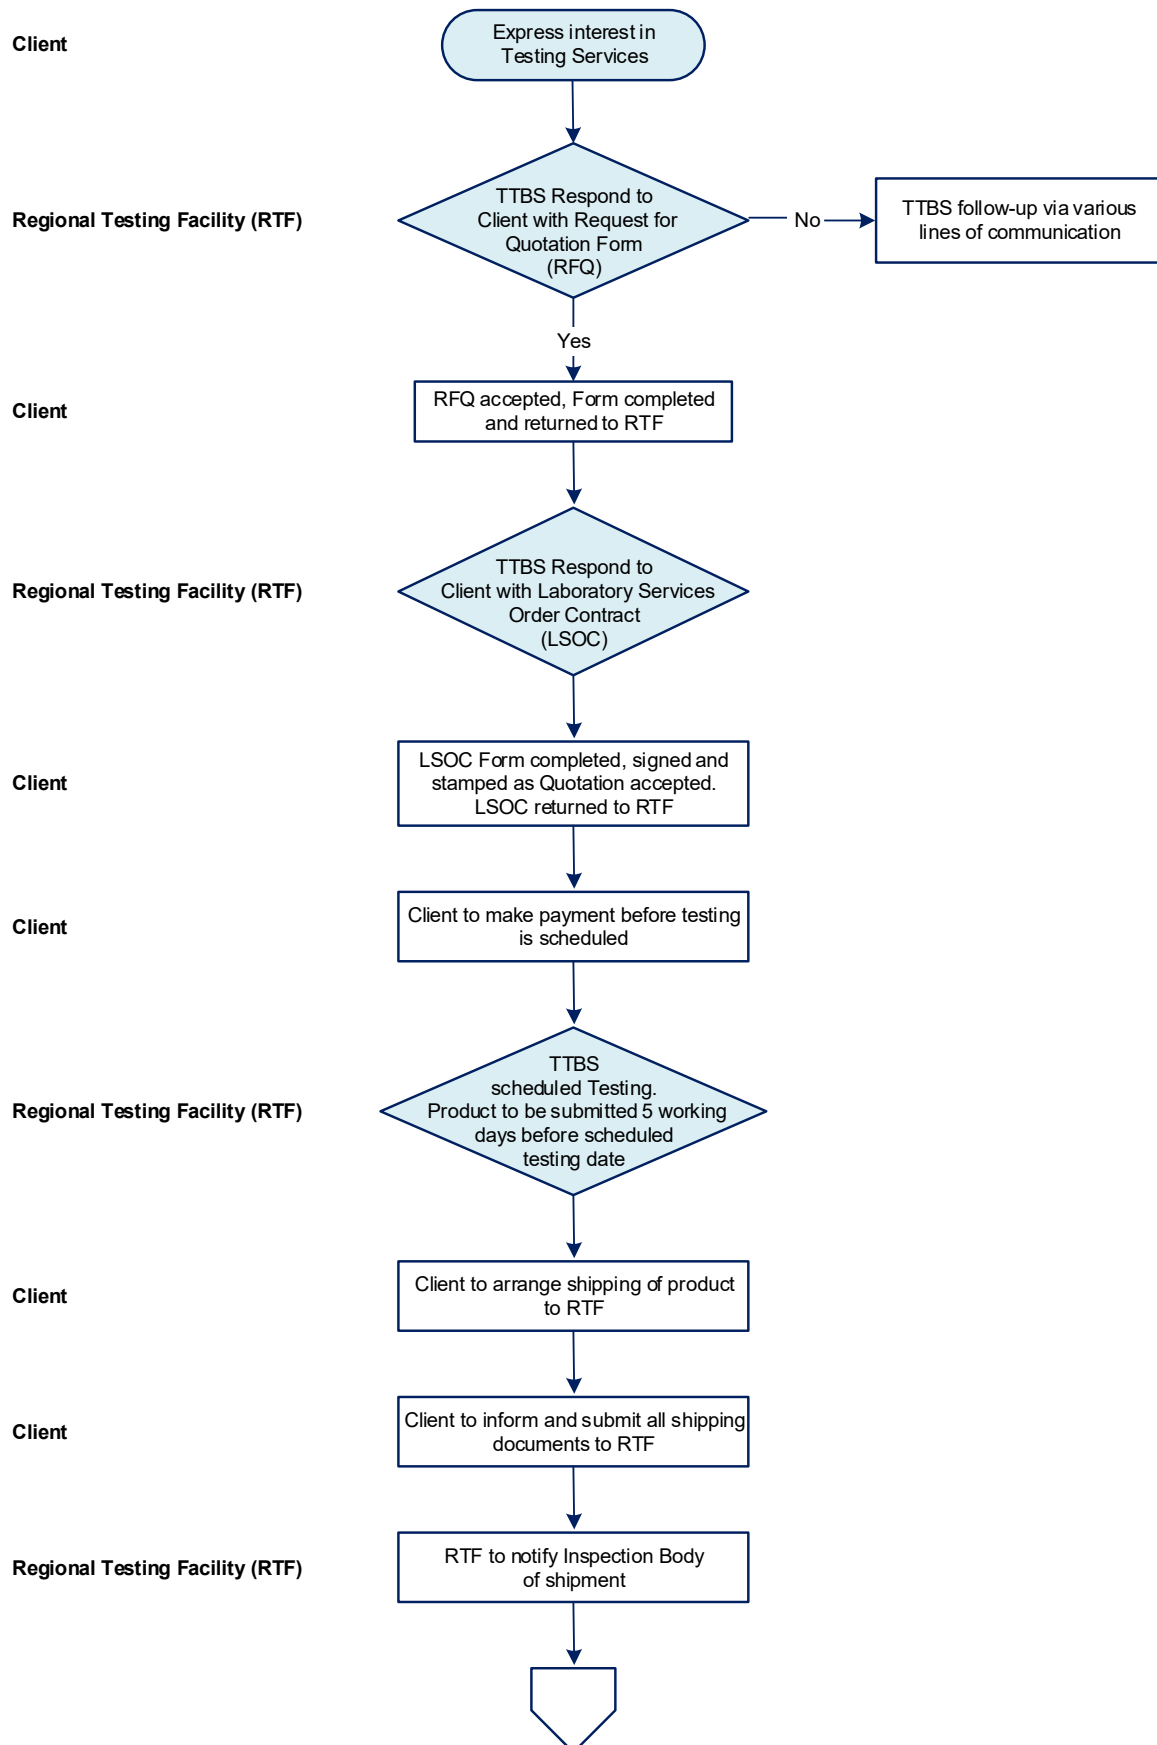 Client
Express interest in
Testing Services
Regional Testing Facility (RTF)
TTBS Respond to
Client with Request for
Quotation Form
(RFQ)
No
TTBS follow-up via various
lines of communication
Yes
Client
RFQ accepted, Form completed
and returned to RTF
Regional Testing Facility (RTF)
TTBS Respond to
Client with Laboratory Services
Order Contract
(LSOC)
Client
LSOC Form completed, signed and
stamped as Quotation accepted.
LSOC returned to RTF
Client
Client to make payment before testing
is scheduled
Regional Testing Facility (RTF)
TTBS
scheduled Testing.
Product to be submitted 5 working
days before scheduled
testing date
Client
Client to arrange shipping of product
to RTF
Client
Client to inform and submit all shipping
documents to RTF
Regional Testing Facility (RTF)
RTF to notify Inspection Body
of shipment